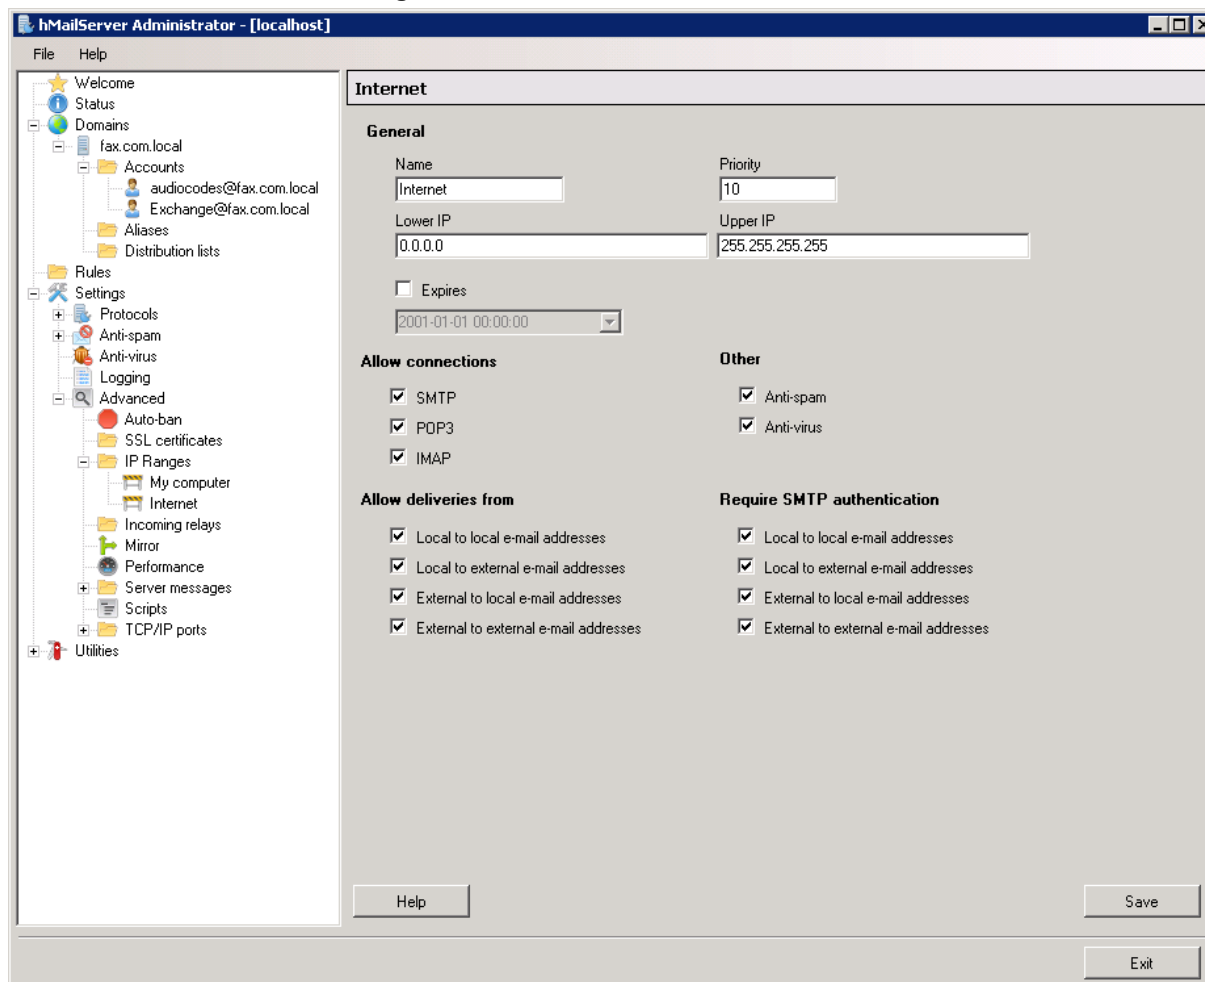 hMailServer Administrator - [localhost]
File Help
Welcome
Status
Domains
fax.com.local
Accounts
audiocodes@fax.com.local
Exchange@fax.com.local
Aliases
Distribution lists
Rules
Settings
Protocols
Anti-spam
Anti-virus
Logging
Advanced
Auto-ban
SSL certificates
IP Ranges
My computer
Internet
Incoming relays
Mirror
Performance
Server messages
Scripts
TCP/IP ports
Utilities
Internet
General
Name Priority
Internet 10
Lower IP Upper IP
0.0.0.0 255.255.255.255
Expires
2001-01-01 00:00:00
Allow connections Other
SMTP Anti-spam
POP3 Anti-virus
IMAP
Allow deliveries from Require SMTP authentication
Local to local e-mail addresses Local to local e-mail addresses
Local to external e-mail addresses Local to external e-mail addresses
External to local e-mail addresses External to local e-mail addresses
External to external e-mail addresses External to external e-mail addresses
Help Save
Exit